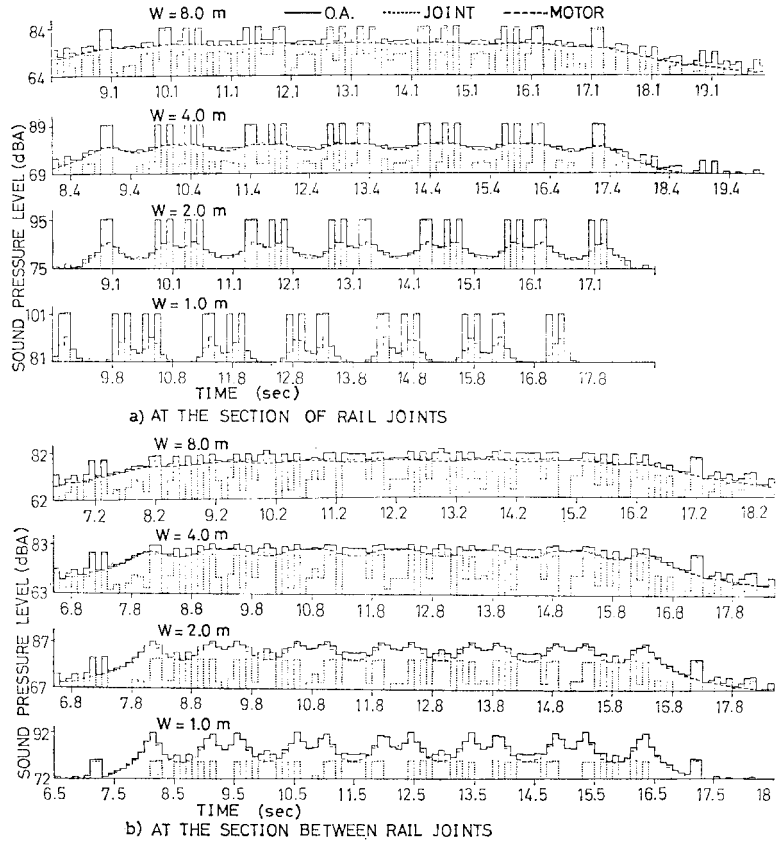 W = 8.0 m O.A. JOINT MOTOR
84
64
9.1 10.1 11.1 12.1 13.1 14.1 15.1 16.1 17.1 18.1 19.1
W = 4.0 m
89
69
8.4 9.4 10.4 11.4 12.4 13.4 14.4 15.4 16.4 17.4 18.4 19.4
W = 2.0 m
95
75
9.1 10.1 11.1 12.1 13.1 14.1 15.1 16.1 17.1
W = 1.0 m
101
81
9.8 10.8 11.8 12.8 13.8 14.8 15.8 16.8 17.8
SOUND PRESSURE LEVEL (dBA)
TIME (sec)
a) AT THE SECTION OF RAIL JOINTS
W = 8.0 m
82
62
7.2 8.2 9.2 10.2 11.2 12.2 13.2 14.2 15.2 16.2 17.2 18.2
W = 4.0 m
83
63
6.8 7.8 8.8 9.8 10.8 11.8 12.8 13.8 14.8 15.8 16.8 17.8
W = 2.0 m
87
67
6.8 7.8 8.8 9.8 10.8 11.8 12.8 13.8 14.8 15.8 16.8 17.8
W = 1.0 m
92
72
6.5 7.5 8.5 9.5 10.5 11.5 12.5 13.5 14.5 15.5 16.5 17.5 18
SOUND PRESSURE LEVEL (dBA)
TIME (sec)
b) AT THE SECTION BETWEEN RAIL JOINTS